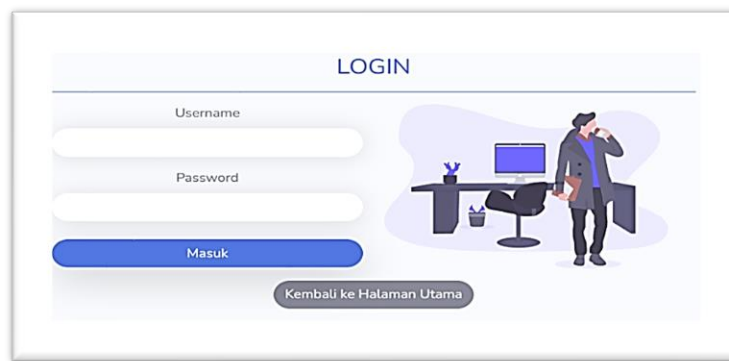 LOGIN
Username
Password
Masuk
Kembali ke Halaman Utama